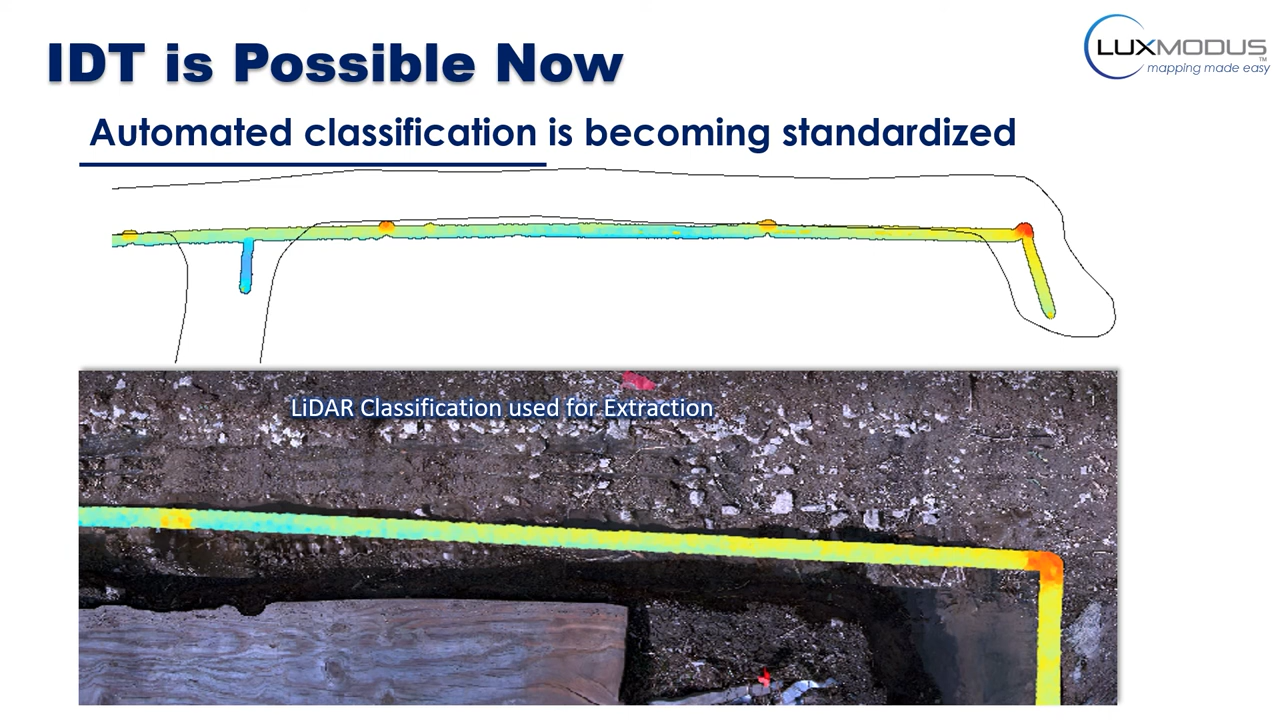 IDT is Possible Now
LUXMODUS
TM
mapping made easy
Automated classification is becoming standardized
LiDAR Classification used for Extraction